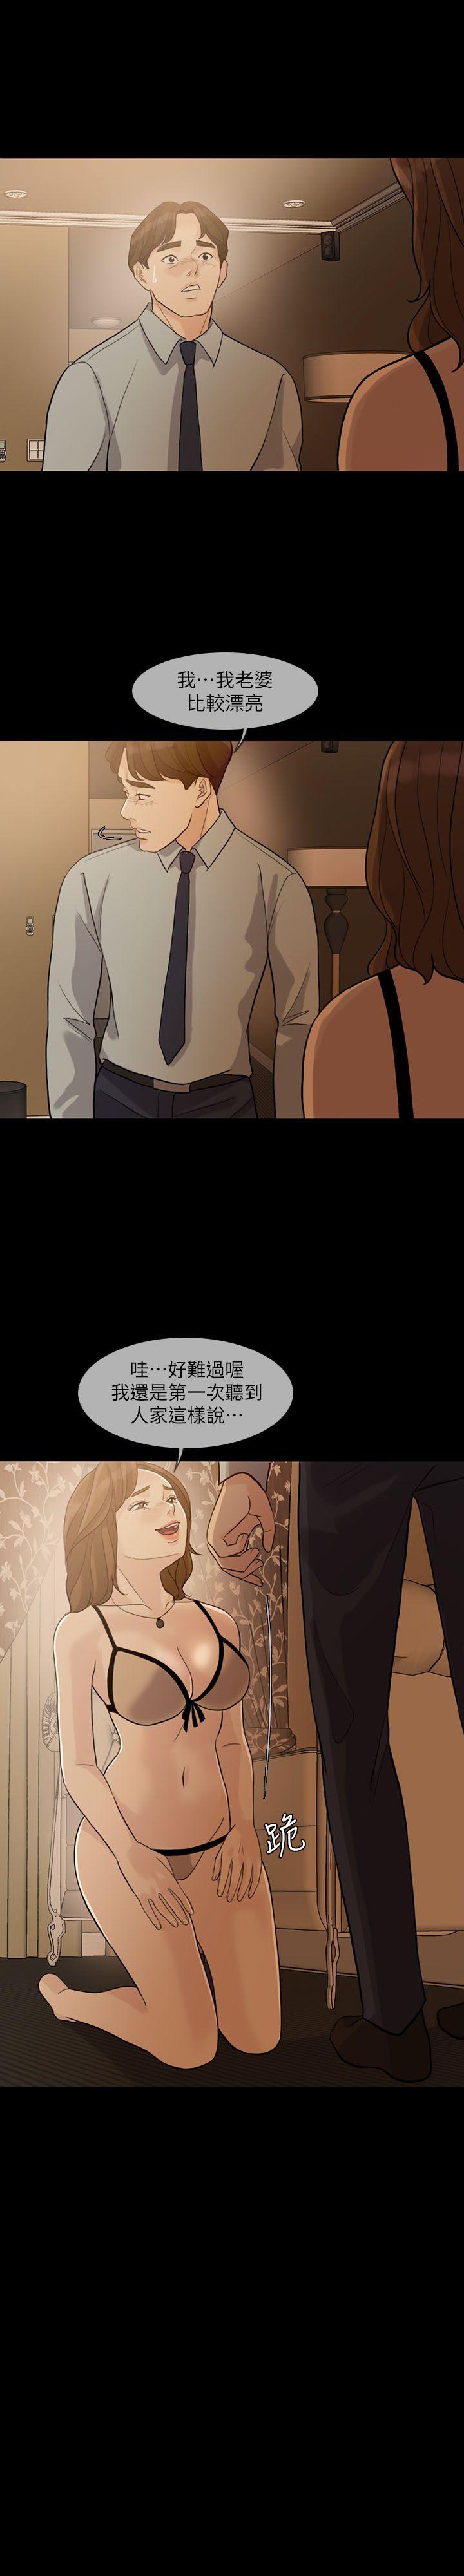 我…我老婆
比較漂亮
哇…好難過喔
我還是第一次聽到
人家這樣說…
跪